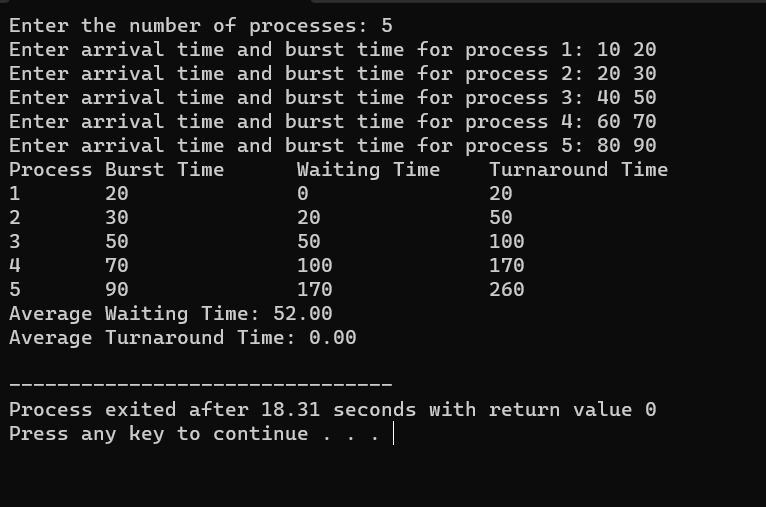 Enter the number of processes: 5
Enter arrival time and burst time for process 1: 10 20
Enter arrival time and burst time for process 2: 20 30
Enter arrival time and burst time for process 3: 40 50
Enter arrival time and burst time for process 4: 60 70
Enter arrival time and burst time for process 5: 80 90
Process Burst Time      Waiting Time    Turnaround Time
1       20              0               20
2       30              20              50
3       50              50              100
4       70              100             170
5       90              170             260
Average Waiting Time: 52.00
Average Turnaround Time: 0.00
--------------------------------
Process exited after 18.31 seconds with return value 0
Press any key to continue . . .